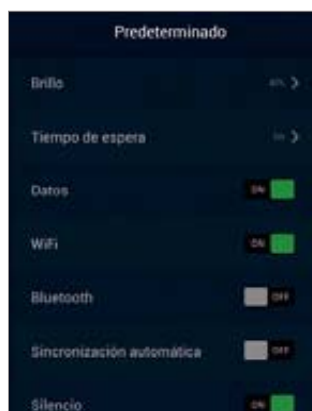 Predeterminado
Brillo
Tiempo de espera
Datos ON
WiFi ON
Bluetooth OFF
Sincronización automática OFF
Silencio ON